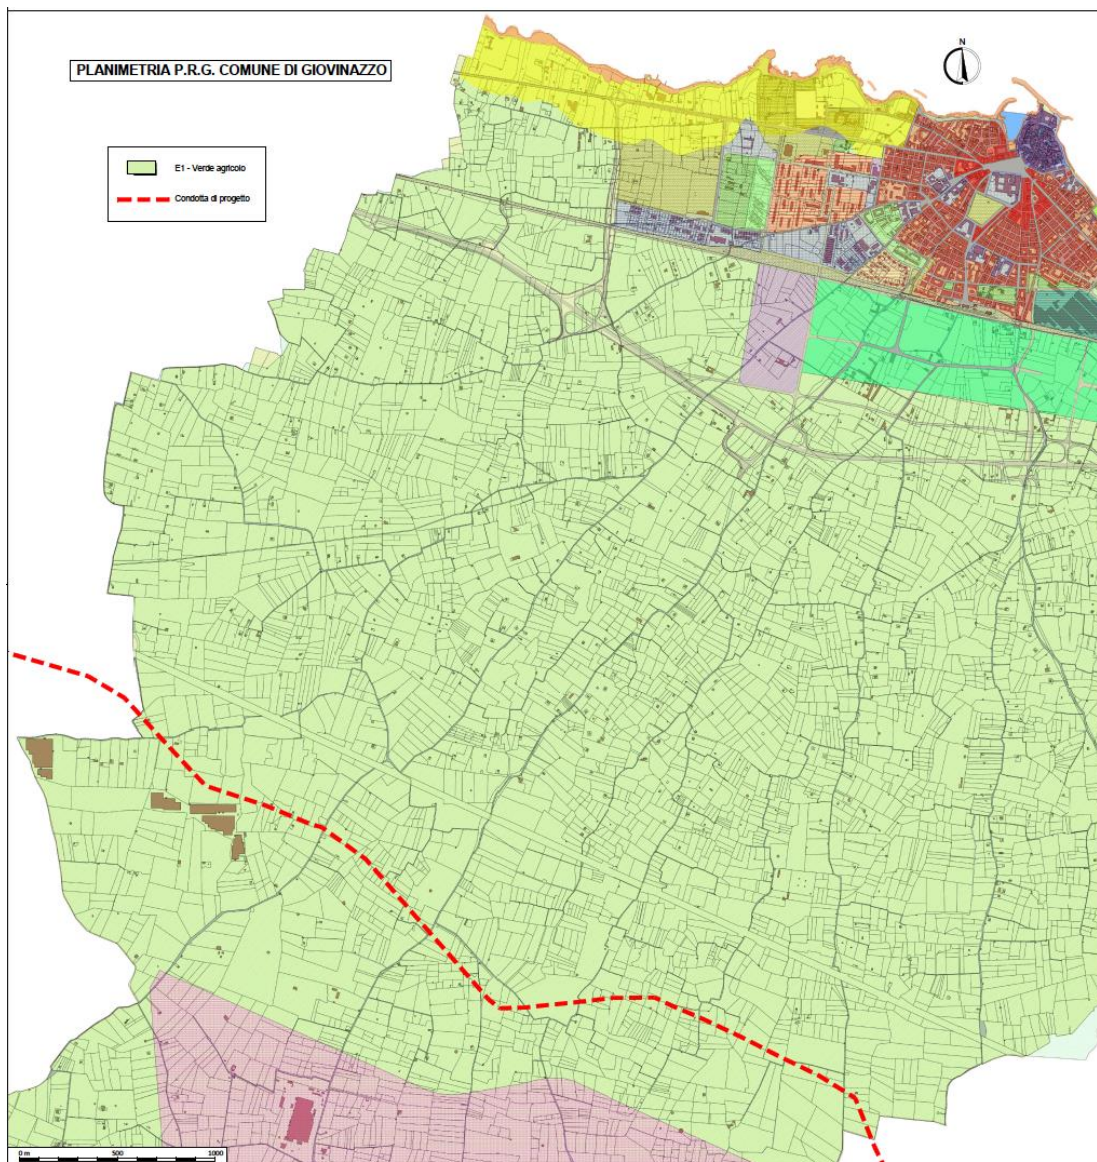 PLANIMETRIA P.R.G. COMUNE DI GIOVINAZZO
N
E1 - Verde agricolo
Condotta di progetto
0 m 500 1000